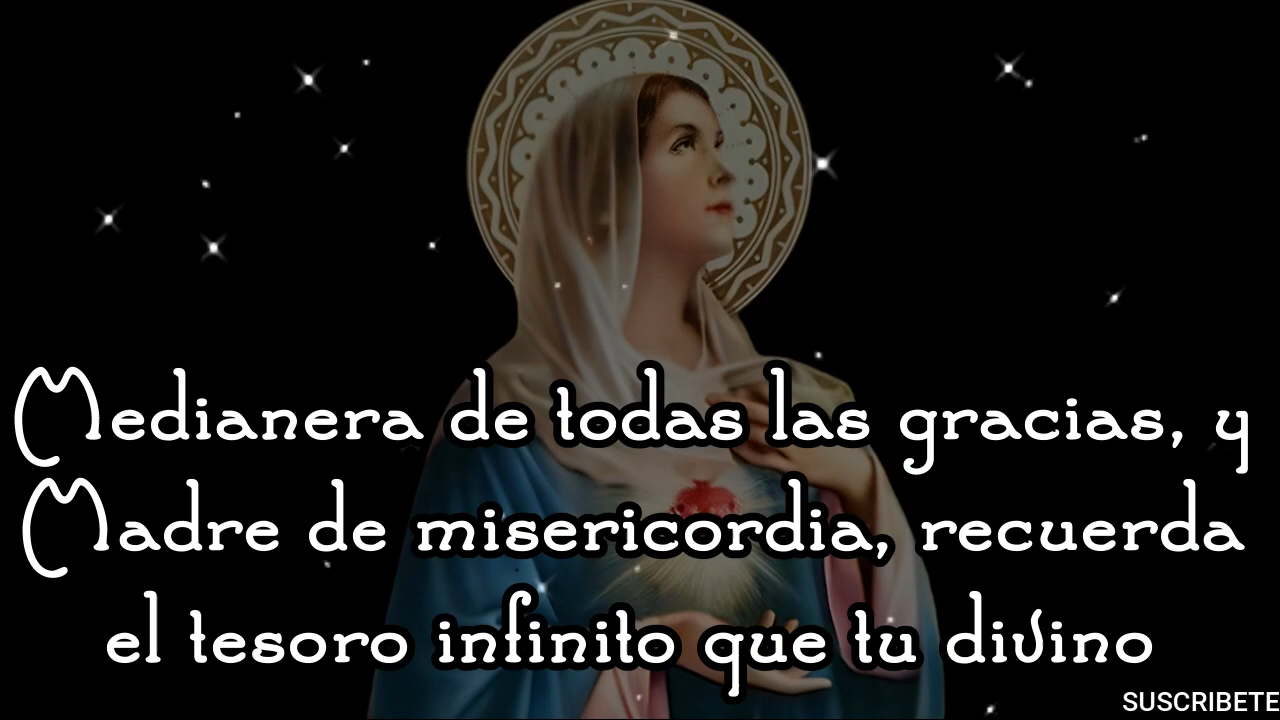 Medianera de todas las gracias, y
Madre de misericordia, recuerda
el tesoro infinito que tu divino
SUSCRIBETE